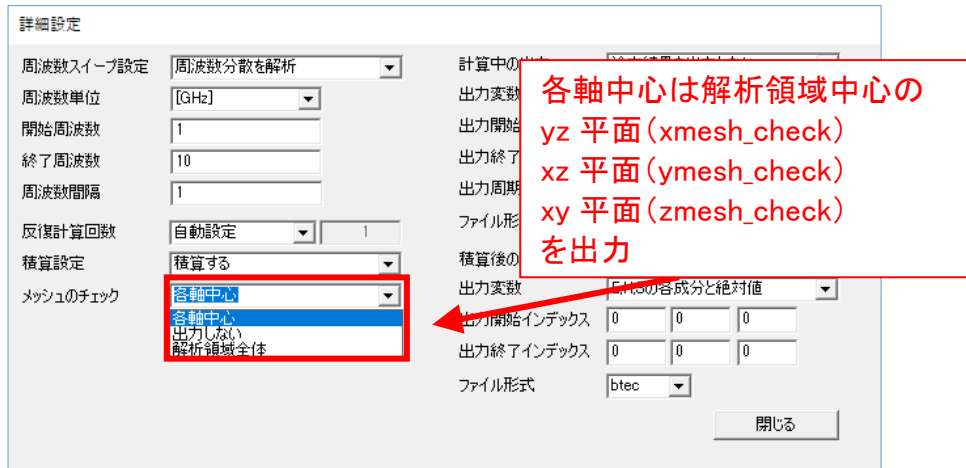 詳細設定
周波数スイープ設定 周波数分散を解析
周波数単位 [GHz]
開始周波数 1
終了周波数 10
周波数間隔 1
反復計算回数 自動設定 1
積算設定 積算する
メッシュのチェック 各軸中心
各軸中心
出力しない
解析領域全体
計算中の
出力変数
出力開始
出力終了
出力周期
ファイル形
積算後の
出力変数 E,H,Sの各成分と絶対値
出力開始インデックス 0 0 0
出力終了インデックス 0 0 0
ファイル形式 btec
閉じる
各軸中心は解析領域中心の
yz 平面（xmesh_check）
xz 平面（ymesh_check）
xy 平面（zmesh_check）
を出力